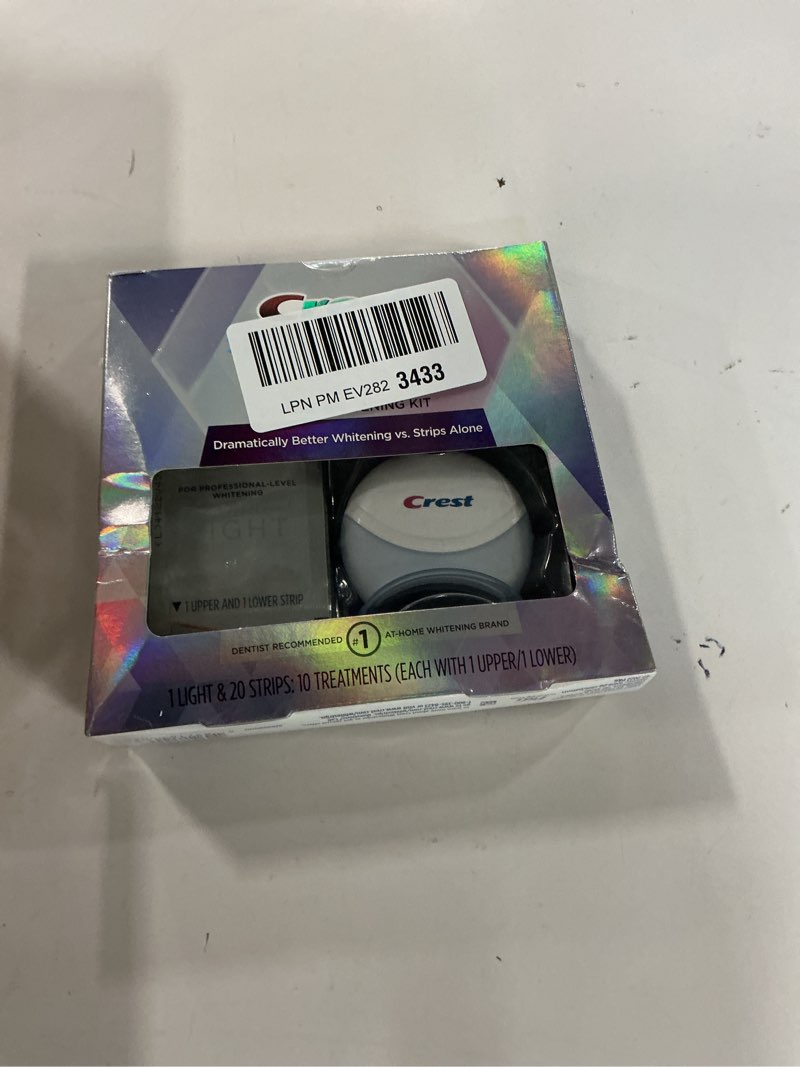 LPN PM EV282 3433
KIT
Dramatically Better Whitening vs. Strips Alone
FOR PROFESSIONAL-LEVEL
WHITENING
LIGHT
▼ 1 UPPER AND 1 LOWER STRIP
Crest
DENTIST RECOMMENDED #1 AT-HOME WHITENING BRAND
1 LIGHT & 20 STRIPS: 10 TREATMENTS (EACH WITH 1 UPPER/1 LOWER)